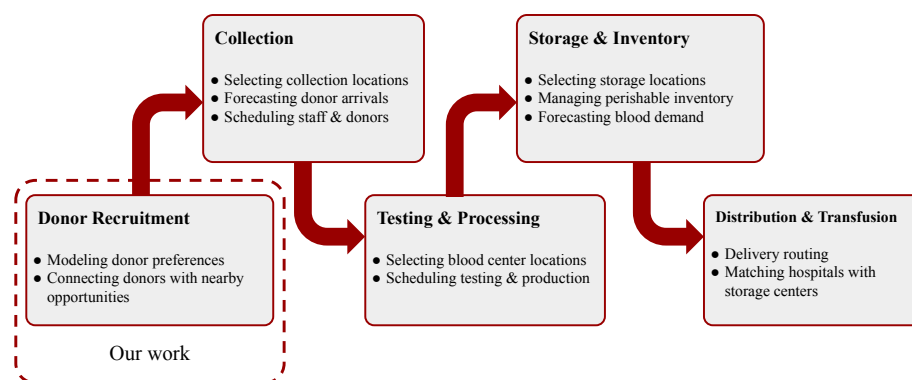 Collection
● Selecting collection locations
● Forecasting donor arrivals
● Scheduling staff & donors
Storage & Inventory
● Selecting storage locations
● Managing perishable inventory
● Forecasting blood demand
Donor Recruitment
● Modeling donor preferences
● Connecting donors with nearby
opportunities
Our work
Testing & Processing
● Selecting blood center locations
● Scheduling testing & production
Distribution & Transfusion
● Delivery routing
● Matching hospitals with
storage centers